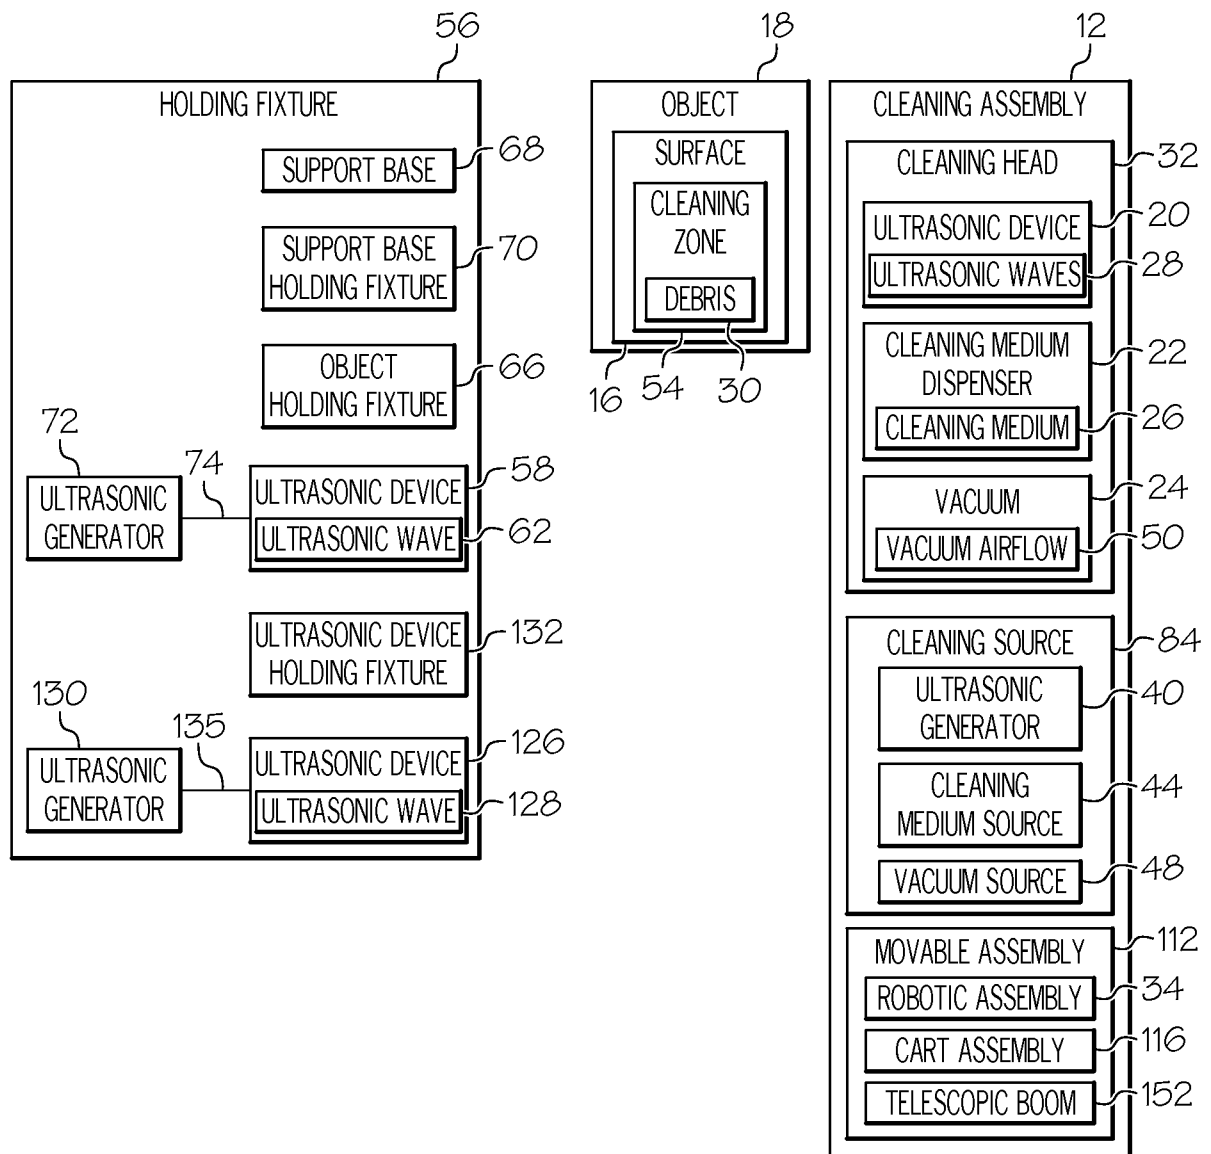 56
HOLDING FIXTURE
SUPPORT BASE
68
SUPPORT BASE
HOLDING FIXTURE
70
OBJECT
HOLDING FIXTURE
66
72
ULTRASONIC
GENERATOR
74
ULTRASONIC DEVICE
58
ULTRASONIC WAVE
62
ULTRASONIC DEVICE
HOLDING FIXTURE
132
130
ULTRASONIC
GENERATOR
135
ULTRASONIC DEVICE
126
ULTRASONIC WAVE
128
18
OBJECT
SURFACE
CLEANING
ZONE
DEBRIS
16
54
30
12
CLEANING ASSEMBLY
CLEANING HEAD
32
ULTRASONIC DEVICE
20
ULTRASONIC WAVES
28
CLEANING MEDIUM
DISPENSER
22
CLEANING MEDIUM
26
VACUUM
24
VACUUM AIRFLOW
50
CLEANING SOURCE
84
ULTRASONIC
GENERATOR
40
CLEANING
MEDIUM SOURCE
44
VACUUM SOURCE
48
MOVABLE ASSEMBLY
112
ROBOTIC ASSEMBLY
34
CART ASSEMBLY
116
TELESCOPIC BOOM
152